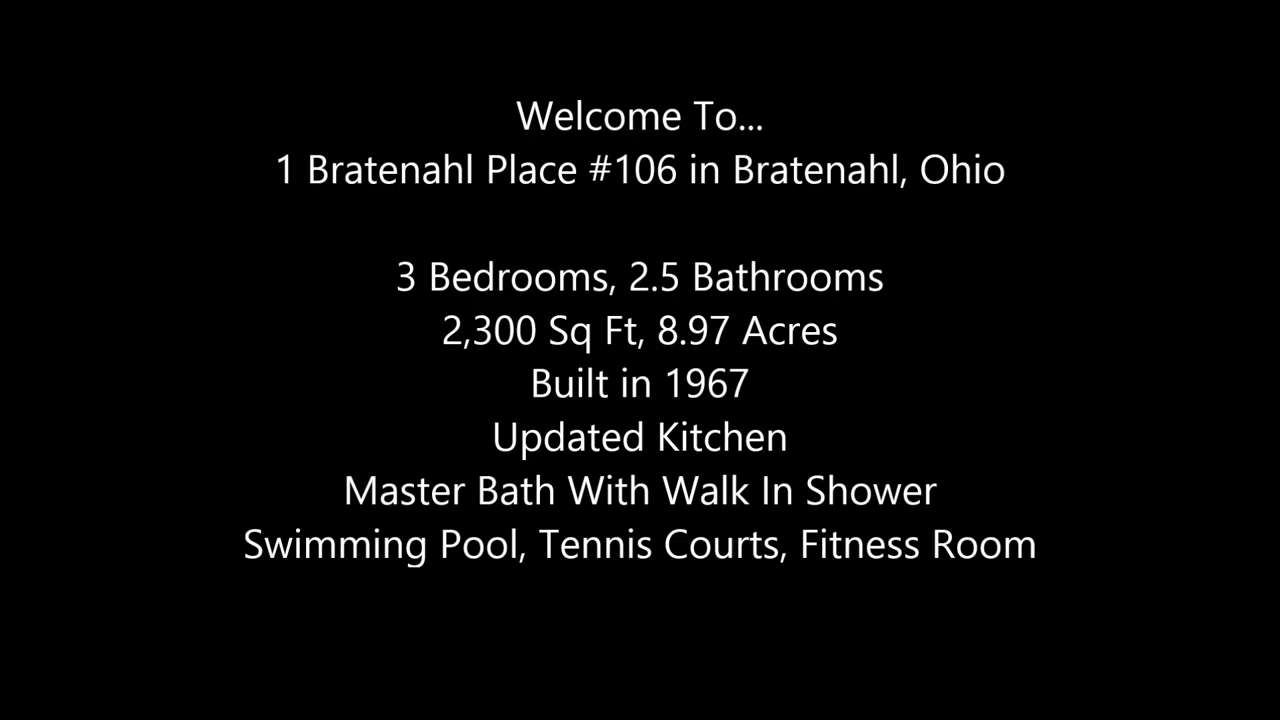 Welcome To...
1 Bratenahl Place #106 in Bratenahl, Ohio
3 Bedrooms, 2.5 Bathrooms
2,300 Sq Ft, 8.97 Acres
Built in 1967
Updated Kitchen
Master Bath With Walk In Shower
Swimming Pool, Tennis Courts, Fitness Room